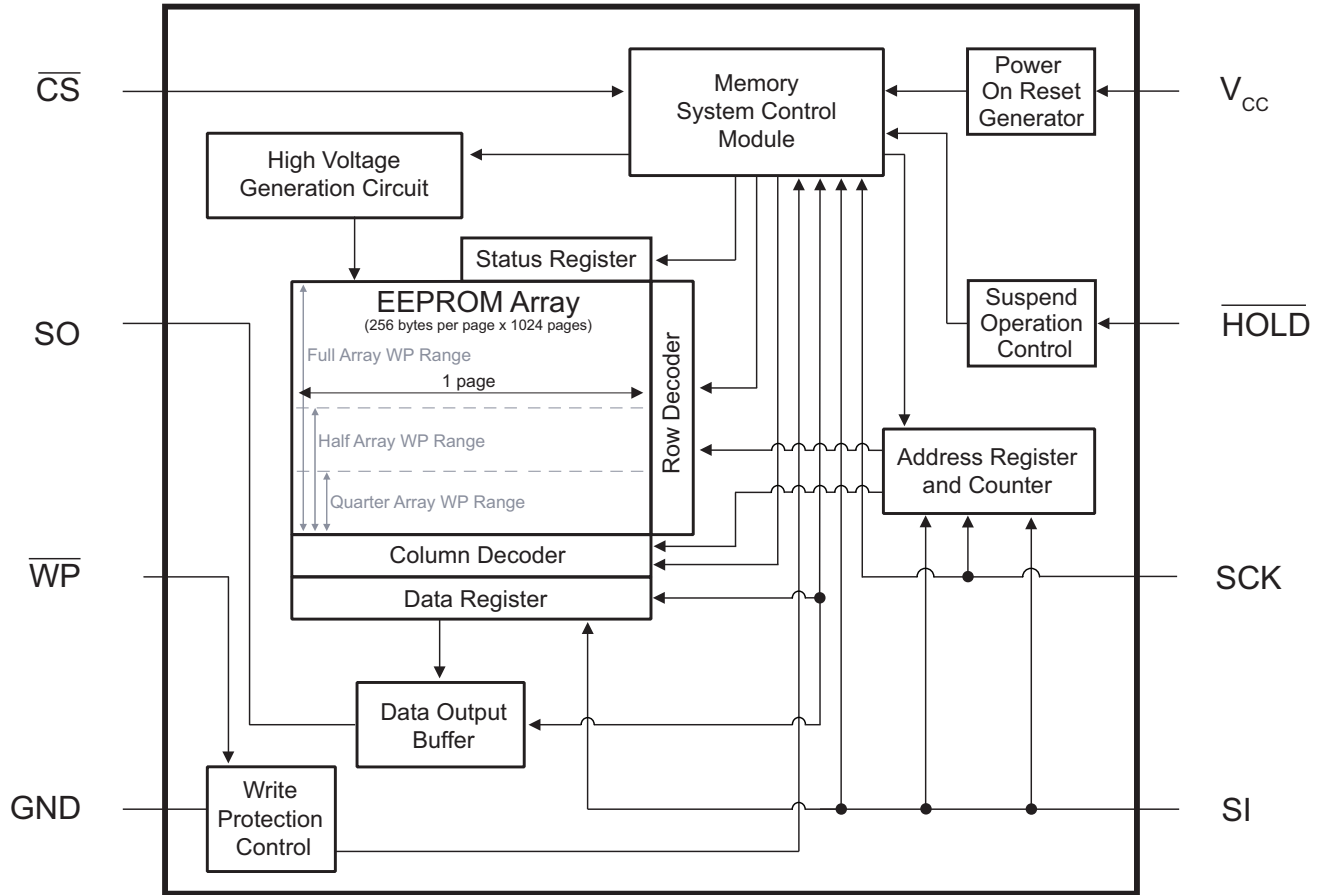 CS
Memory
System Control
Module
Power
On Reset
Generator
VCC
High Voltage
Generation Circuit
Status Register
EEPROM Array
(256 bytes per page x 1024 pages)
Suspend
Operation
Control
HOLD
SO
Full Array WP Range
1 page
Row Decoder
Half Array WP Range
Address Register
and Counter
Quarter Array WP Range
Column Decoder
WP
SCK
Data Register
Data Output
Buffer
Write
Protection
Control
GND
SI